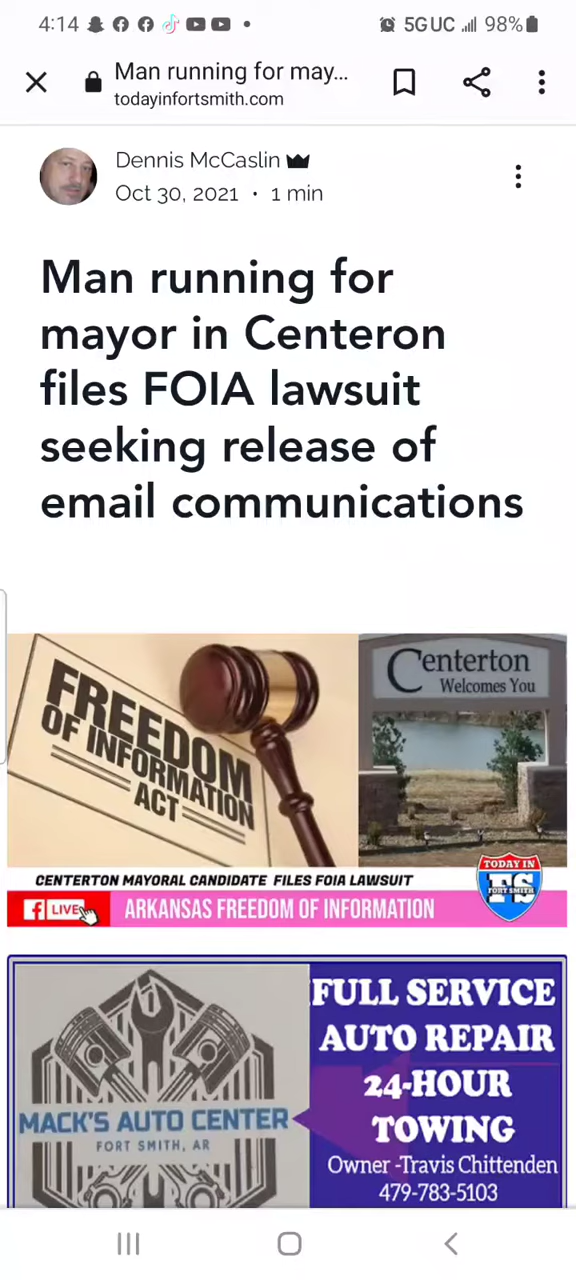 4:14
5G UC
98%
Man running for may...
todayinfortsmith.com
Dennis McCaslin
Oct 30, 2021 • 1 min
Man running for
mayor in Centeron
files FOIA lawsuit
seeking release of
email communications
FREEDOM
OF INFORMATION
ACT
Centerton
Welcomes You
CENTERTON MAYORAL CANDIDATE FILES FOIA LAWSUIT
TODAY IN
FS
FORT SMITH
f LIVE
ARKANSAS FREEDOM OF INFORMATION
MACK'S AUTO CENTER
FORT SMITH, AR
FULL SERVICE
AUTO REPAIR
24-HOUR
TOWING
Owner -Travis Chittenden
479-783-5103